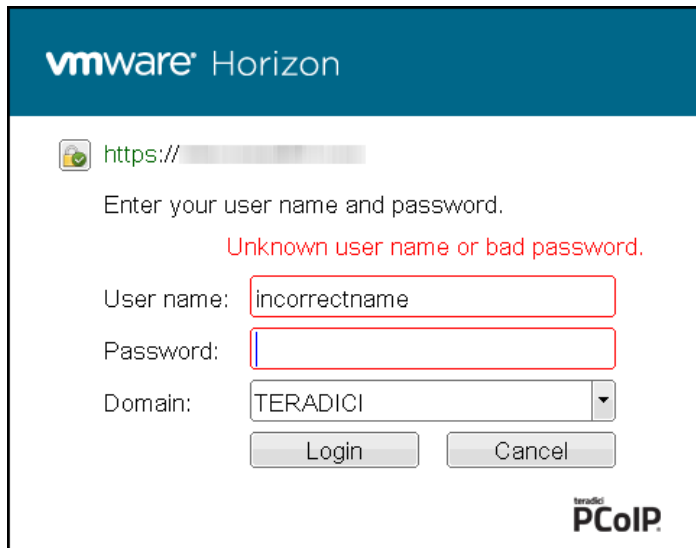 vmware® Horizon
https://
Enter your user name and password.
Unknown user name or bad password.
User name: incorrectname
Password:
Domain: TERADICI
Login Cancel
teradici
PCoIP®